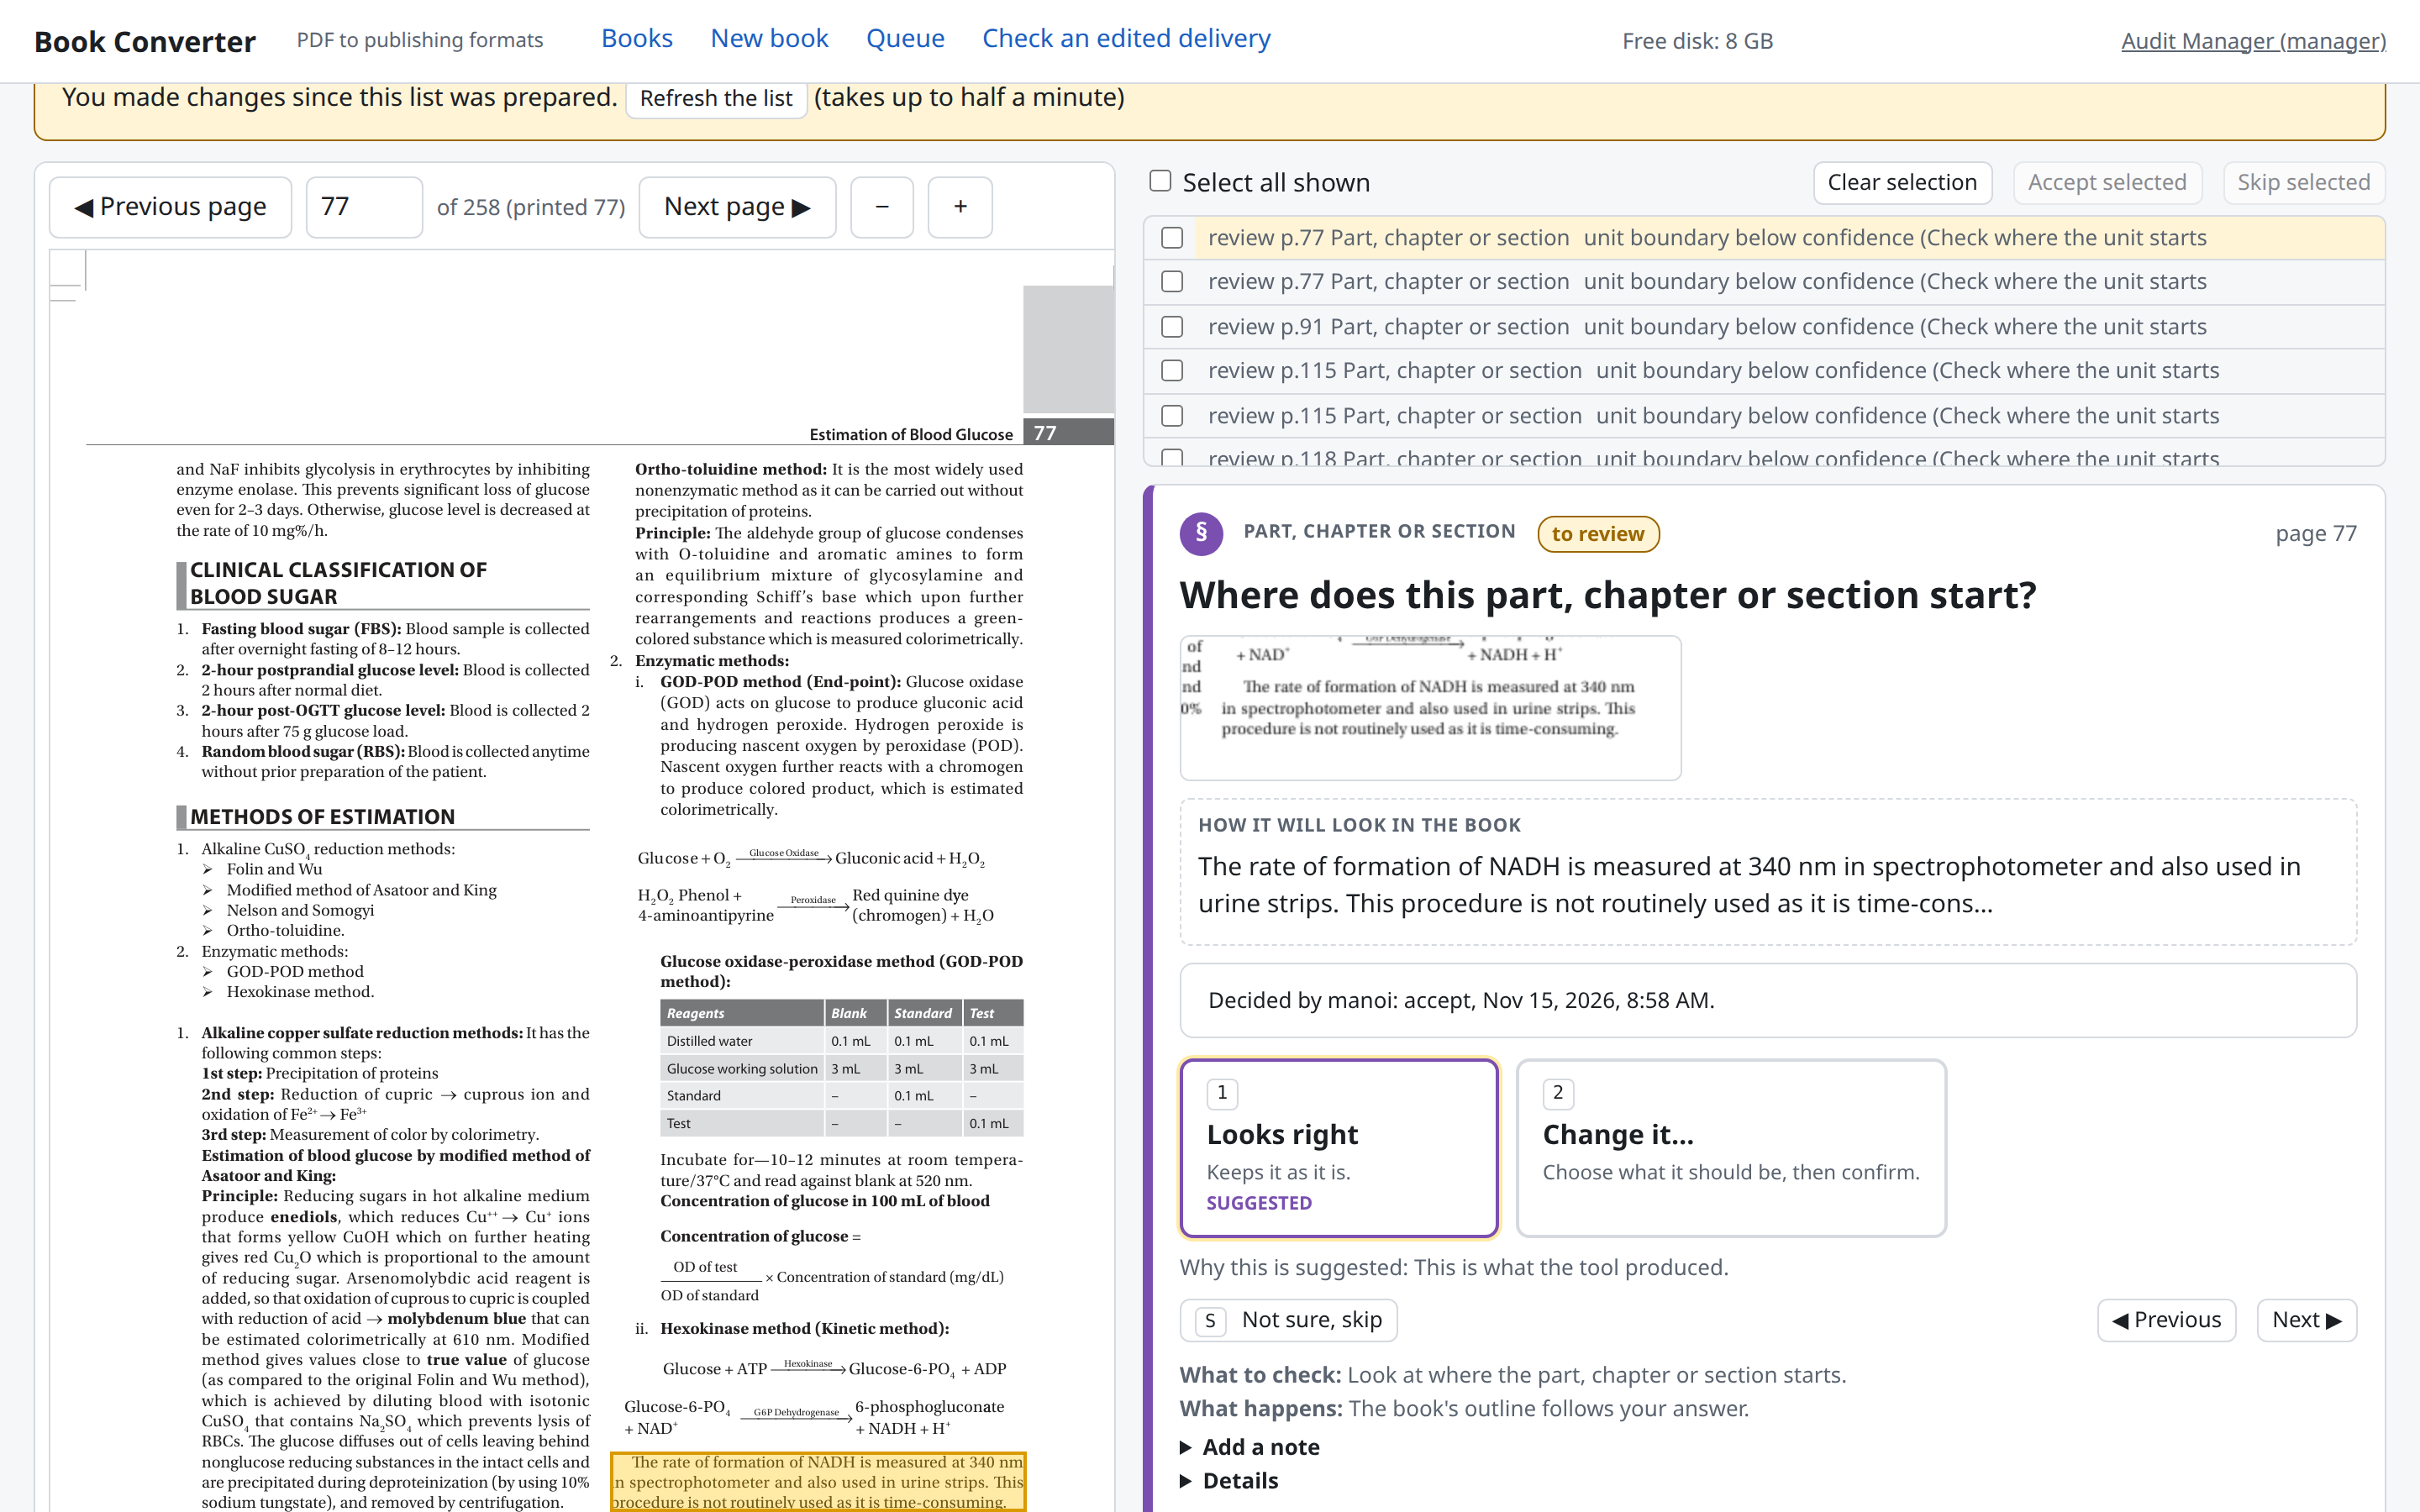 Book Converter PDF to publishing formats Books New book Queue Check an edited delivery Free disk: 8 GB Audit Manager (manager)
You made changes since this list was prepared. Refresh the list (takes up to half a minute)
◀ Previous page 77 of 258 (printed 77) Next page ▶ − +
Estimation of Blood Glucose 77
and NaF inhibits glycolysis in erythrocytes by inhibiting
enzyme enolase. This prevents significant loss of glucose
even for 2–3 days. Otherwise, glucose level is decreased at
the rate of 10 mg%/h.
CLINICAL CLASSIFICATION OF
BLOOD SUGAR
1. Fasting blood sugar (FBS): Blood sample is collected
after overnight fasting of 8–12 hours.
2. 2-hour postprandial glucose level: Blood is collected
2 hours after normal diet.
3. 2-hour post-OGTT glucose level: Blood is collected 2
hours after 75 g glucose load.
4. Random blood sugar (RBS): Blood is collected anytime
without prior preparation of the patient.
METHODS OF ESTIMATION
1. Alkaline CuSO₄ reduction methods:
➢ Folin and Wu
➢ Modified method of Asatoor and King
➢ Nelson and Somogyi
➢ Ortho-toluidine.
2. Enzymatic methods:
➢ GOD-POD method
➢ Hexokinase method.
1. Alkaline copper sulfate reduction methods: It has the
following common steps:
1st step: Precipitation of proteins
2nd step: Reduction of cupric → cuprous ion and
oxidation of Fe²⁺ → Fe³⁺
3rd step: Measurement of color by colorimetry.
Estimation of blood glucose by modified method of
Asatoor and King:
Principle: Reducing sugars in hot alkaline medium
produce enediols, which reduces Cu⁺⁺ → Cu⁺ ions
that forms yellow CuOH which on further heating
gives red Cu₂O which is proportional to the amount
of reducing sugar. Arsenomolybdic acid reagent is
added, so that oxidation of cuprous to cupric is coupled
with reduction of acid → molybdenum blue that can
be estimated colorimetrically at 610 nm. Modified
method gives values close to true value of glucose
(as compared to the original Folin and Wu method),
which is achieved by diluting blood with isotonic
CuSO₄ that contains Na₂SO₄ which prevents lysis of
RBCs. The glucose diffuses out of cells leaving behind
nonglucose reducing substances in the intact cells and
are precipitated during deproteinization (by using 10%
sodium tungstate), and removed by centrifugation.
Ortho-toluidine method: It is the most widely used
nonenzymatic method as it can be carried out without
precipitation of proteins.
Principle: The aldehyde group of glucose condenses
with O-toluidine and aromatic amines to form
an equilibrium mixture of glycosylamine and
corresponding Schiff's base which upon further
rearrangements and reactions produces a green-
colored substance which is measured colorimetrically.
2. Enzymatic methods:
i. GOD-POD method (End-point): Glucose oxidase
(GOD) acts on glucose to produce gluconic acid
and hydrogen peroxide. Hydrogen peroxide is
producing nascent oxygen by peroxidase (POD).
Nascent oxygen further reacts with a chromogen
to produce colored product, which is estimated
colorimetrically.
Glucose + O₂ Glucose Oxidase → Gluconic acid + H₂O₂
H₂O₂ Phenol + Peroxidase → Red quinine dye
4-aminoantipyrine (chromogen) + H₂O
Glucose oxidase-peroxidase method (GOD-POD
method):
Reagents Blank Standard Test
Distilled water 0.1 mL 0.1 mL 0.1 mL
Glucose working solution 3 mL 3 mL 3 mL
Standard – 0.1 mL –
Test – – 0.1 mL
Incubate for—10–12 minutes at room tempera-
ture/37°C and read against blank at 520 nm.
Concentration of glucose in 100 mL of blood
Concentration of glucose =
OD of test
× Concentration of standard (mg/dL)
OD of standard
ii. Hexokinase method (Kinetic method):
Glucose + ATP Hexokinase → Glucose-6-PO₄ + ADP
Glucose-6-PO₄ G6P Dehydrogenase → 6-phosphogluconate
+ NAD⁺ + NADH + H⁺
The rate of formation of NADH is measured at 340 nm
in spectrophotometer and also used in urine strips. This
procedure is not routinely used as it is time-consuming.
Select all shown Clear selection Accept selected Skip selected
review p.77 Part, chapter or section unit boundary below confidence (Check where the unit starts
review p.77 Part, chapter or section unit boundary below confidence (Check where the unit starts
review p.91 Part, chapter or section unit boundary below confidence (Check where the unit starts
review p.115 Part, chapter or section unit boundary below confidence (Check where the unit starts
review p.115 Part, chapter or section unit boundary below confidence (Check where the unit starts
review p.118 Part, chapter or section unit boundary below confidence (Check where the unit starts
§ PART, CHAPTER OR SECTION to review page 77
Where does this part, chapter or section start?
of + NAD⁺ G6P Dehydrogenase → + NADH + H⁺
nd
nd The rate of formation of NADH is measured at 340 nm
0% in spectrophotometer and also used in urine strips. This
procedure is not routinely used as it is time-consuming.
HOW IT WILL LOOK IN THE BOOK
The rate of formation of NADH is measured at 340 nm in spectrophotometer and also used in
urine strips. This procedure is not routinely used as it is time-cons...
Decided by manoi: accept, Nov 15, 2026, 8:58 AM.
1
Looks right
Keeps it as it is.
SUGGESTED
2
Change it...
Choose what it should be, then confirm.
Why this is suggested: This is what the tool produced.
S Not sure, skip ◀ Previous Next ▶
What to check: Look at where the part, chapter or section starts.
What happens: The book's outline follows your answer.
▶ Add a note
▶ Details